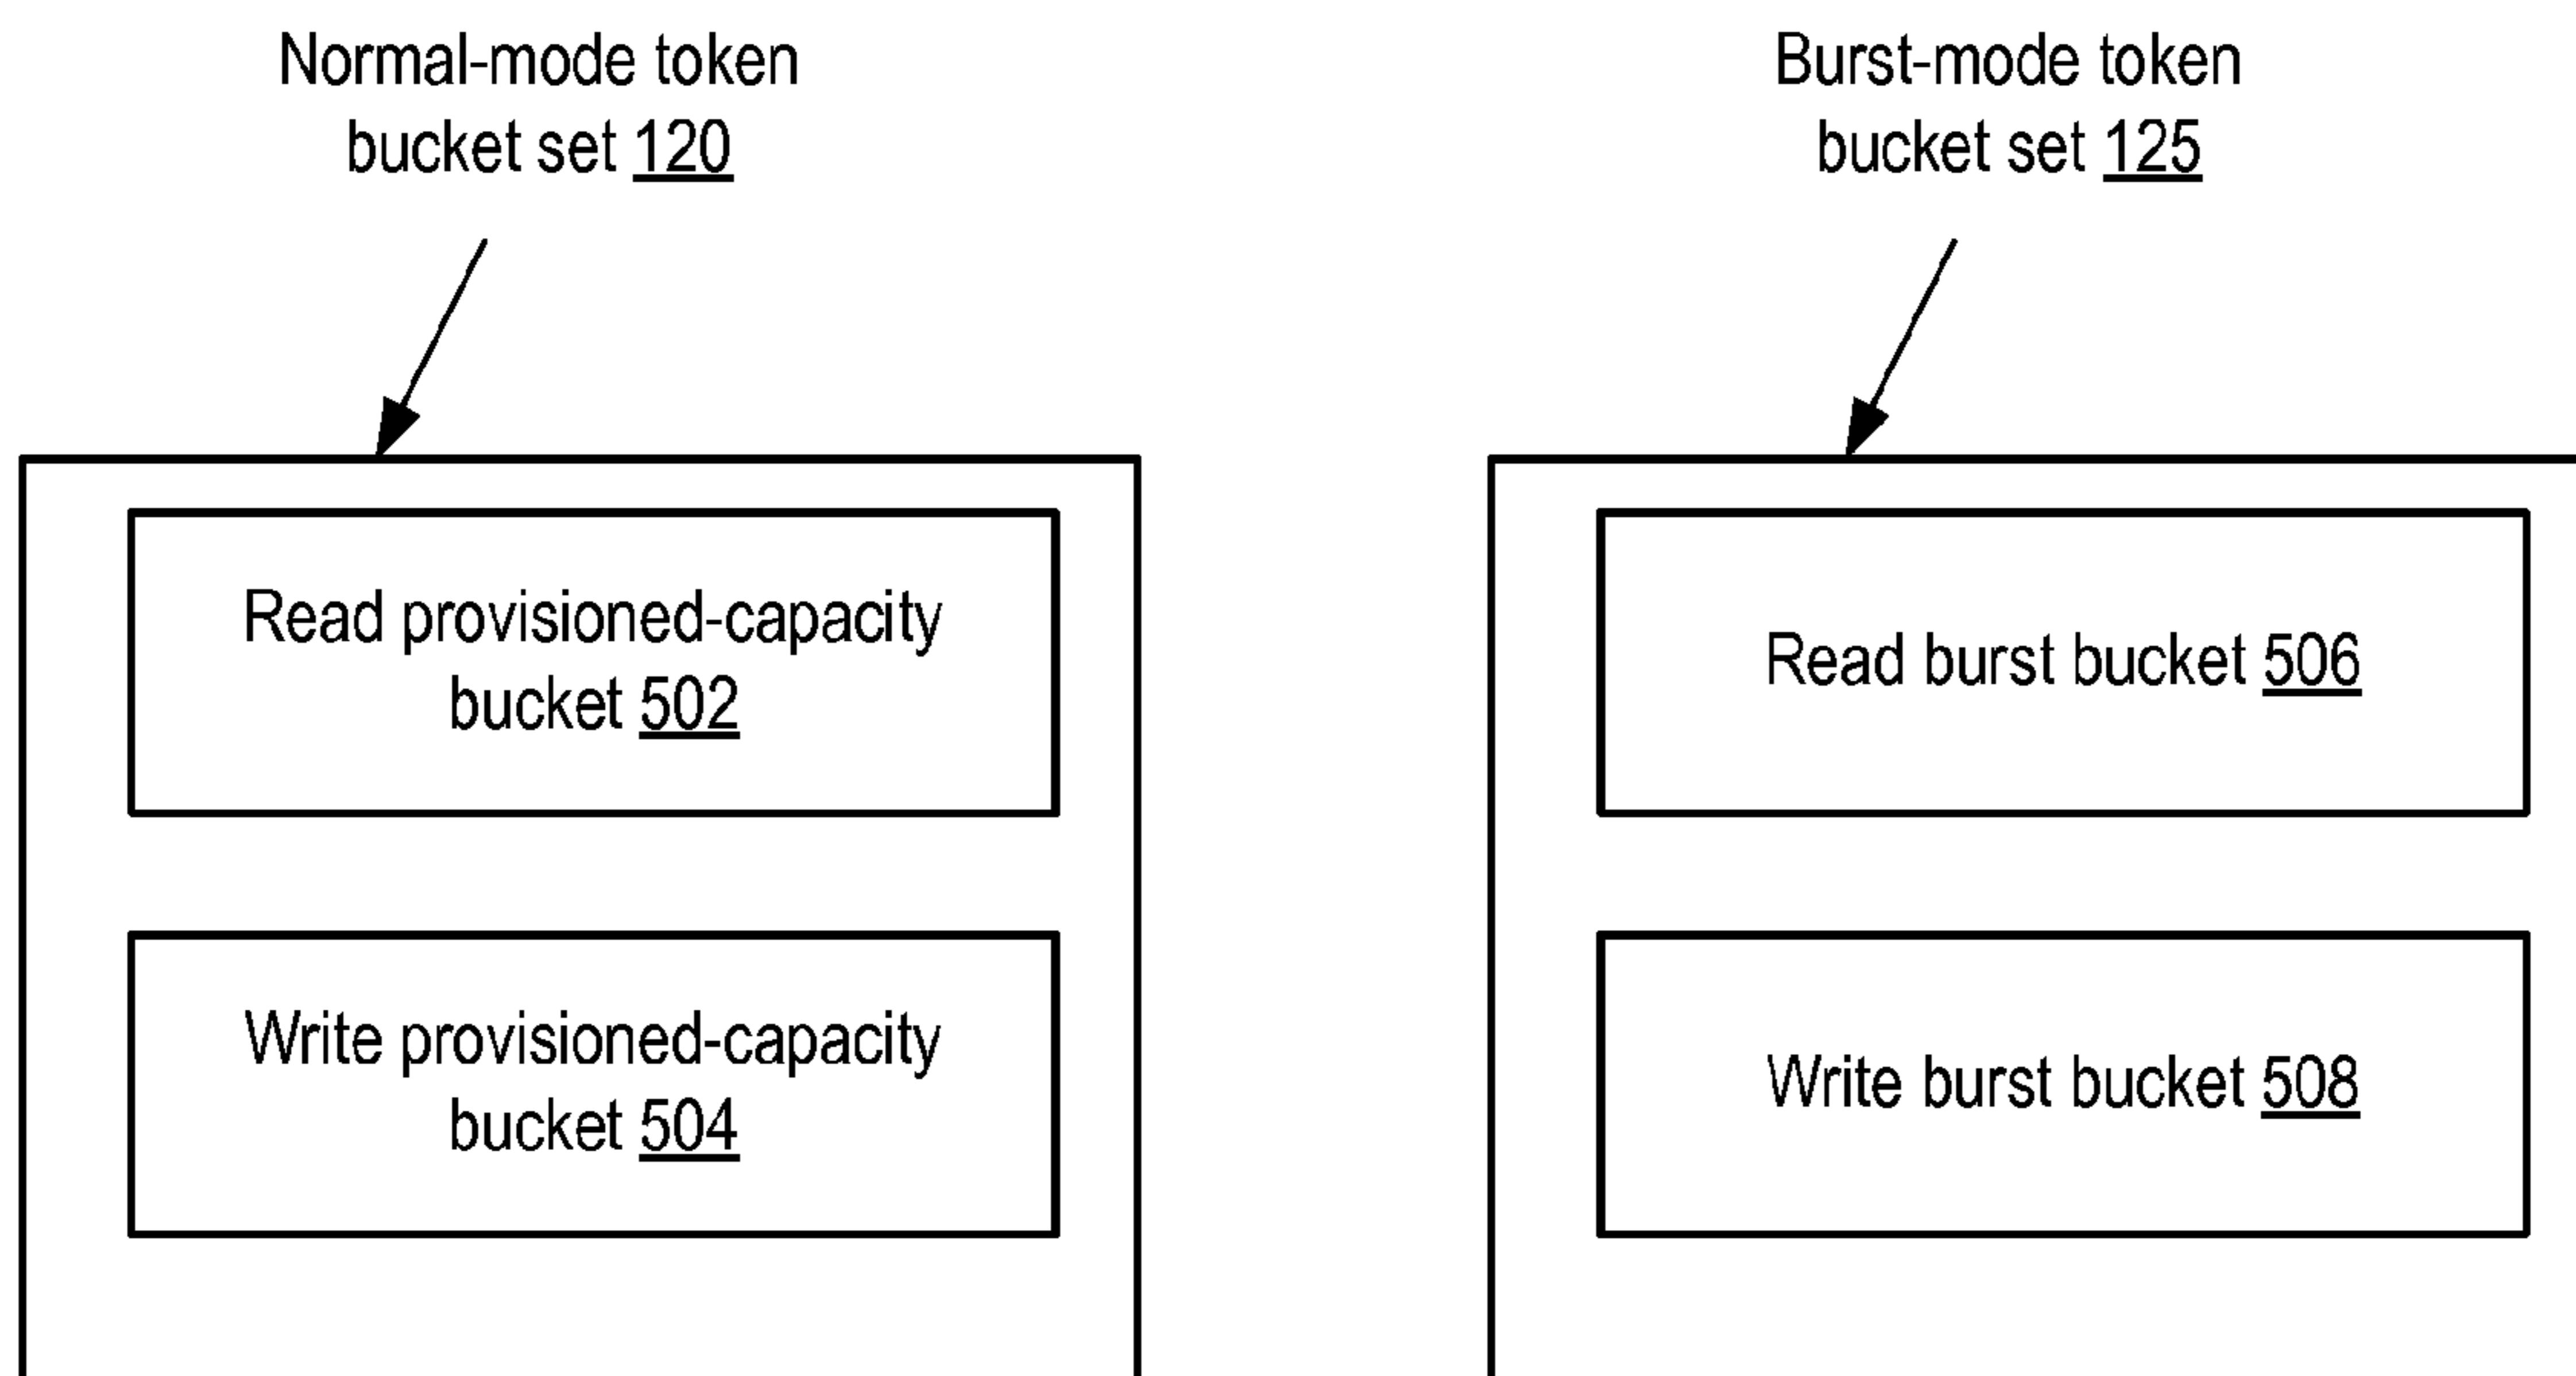 Normal-mode token
bucket set 120
Burst-mode token
bucket set 125
Read provisioned-capacity
bucket 502
Read burst bucket 506
Write provisioned-capacity
bucket 504
Write burst bucket 508